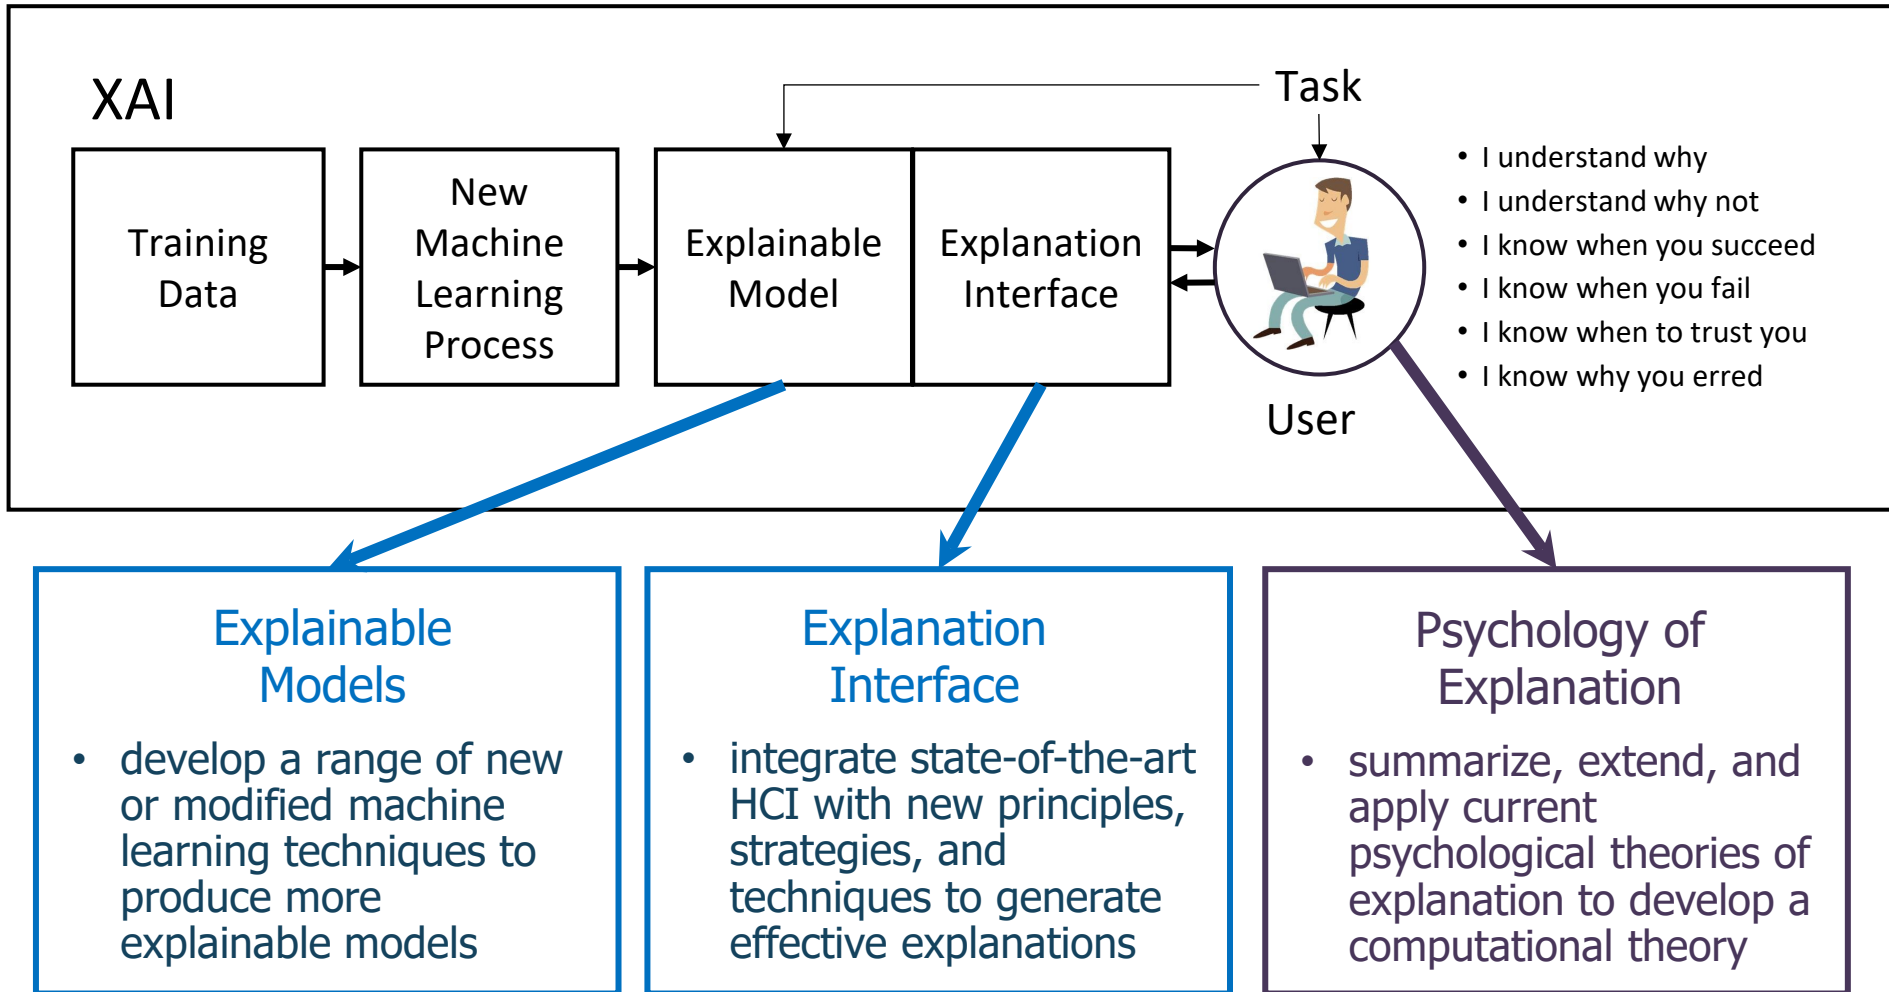 XAI
Task
Training
Data
New
Machine
Learning
Process
Explainable
Model
Explanation
Interface
User
• I understand why
• I understand why not
• I know when you succeed
• I know when you fail
• I know when to trust you
• I know why you erred
Explainable
Models
• develop a range of new
or modified machine
learning techniques to
produce more
explainable models
Explanation
Interface
• integrate state-of-the-art
HCI with new principles,
strategies, and
techniques to generate
effective explanations
Psychology of
Explanation
• summarize, extend, and
apply current
psychological theories of
explanation to develop a
computational theory